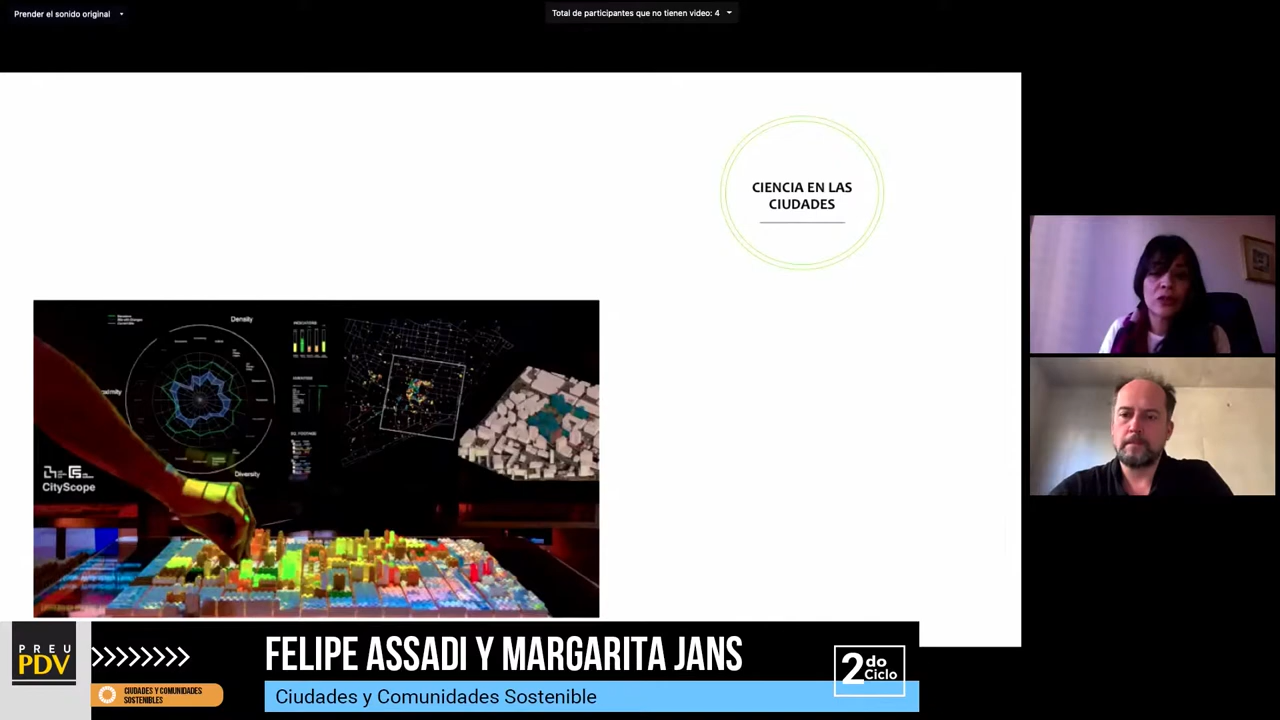 Prender el sonido original
Total de participantes que no tienen video: 4
CIENCIA EN LAS
CIUDADES
Density
INDICATORS
Diversity
CityScope
PREU
PDV
CIUDADES Y COMUNIDADES
SOSTENIBLES
FELIPE ASSADI Y MARGARITA JANS
Ciudades y Comunidades Sostenible
2do
Ciclo